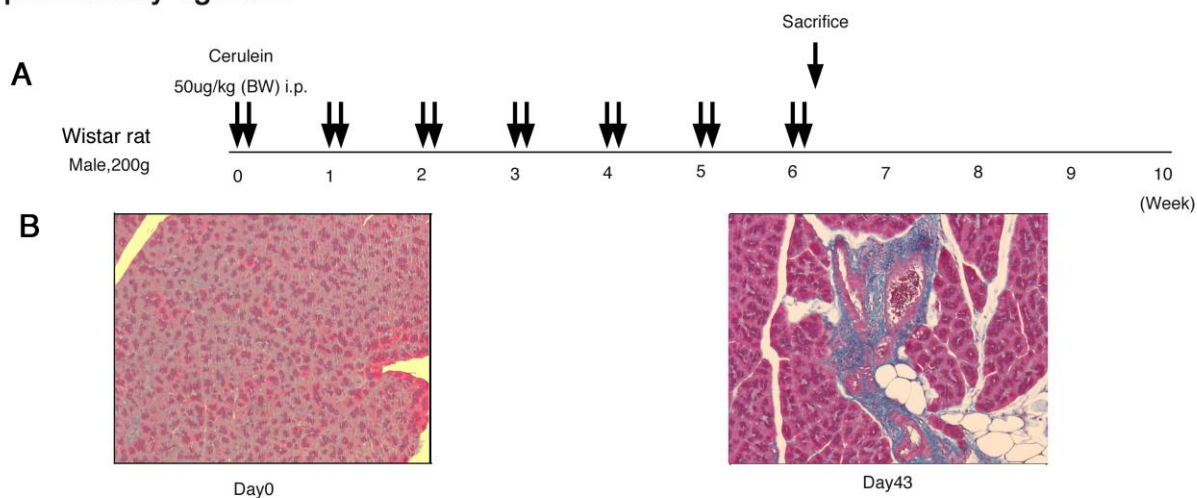 Sacrifice
Cerulein
A
50ug/kg (BW) i.p.
Wistar rat
Male,200g
0 1 2 3 4 5 6 7 8 9 10
(Week)
B
Day0
Day43